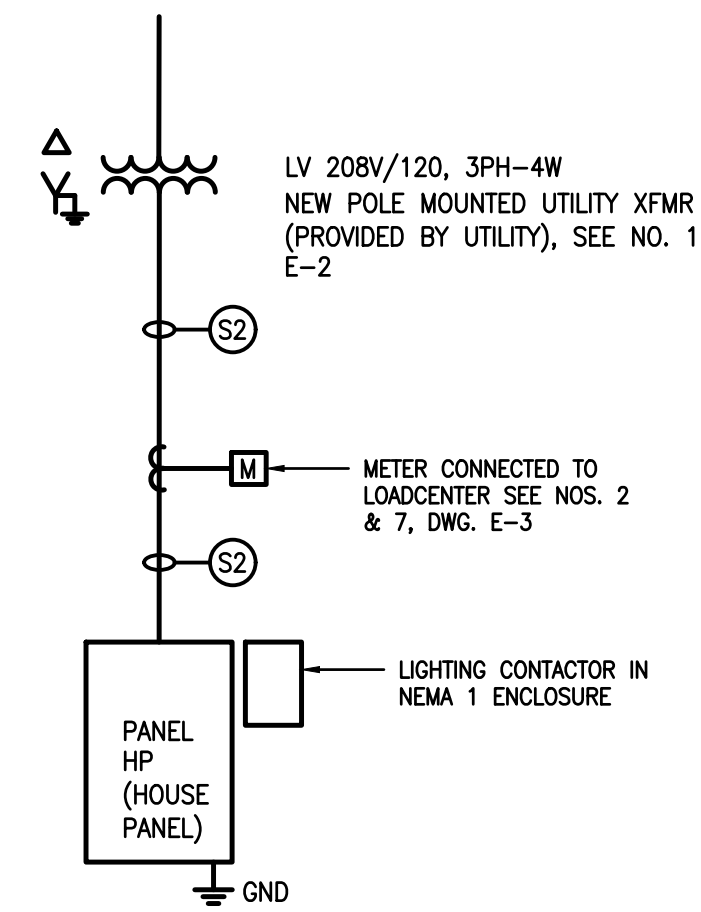 LV 208V/120, 3PH-4W
NEW POLE MOUNTED UTILITY XFMR
(PROVIDED BY UTILITY), SEE NO. 1
E-2
S2
M
METER CONNECTED TO
LOADCENTER SEE NOS. 2
& 7, DWG. E-3
S2
LIGHTING CONTACTOR IN
NEMA 1 ENCLOSURE
PANEL
HP
(HOUSE
PANEL)
GND